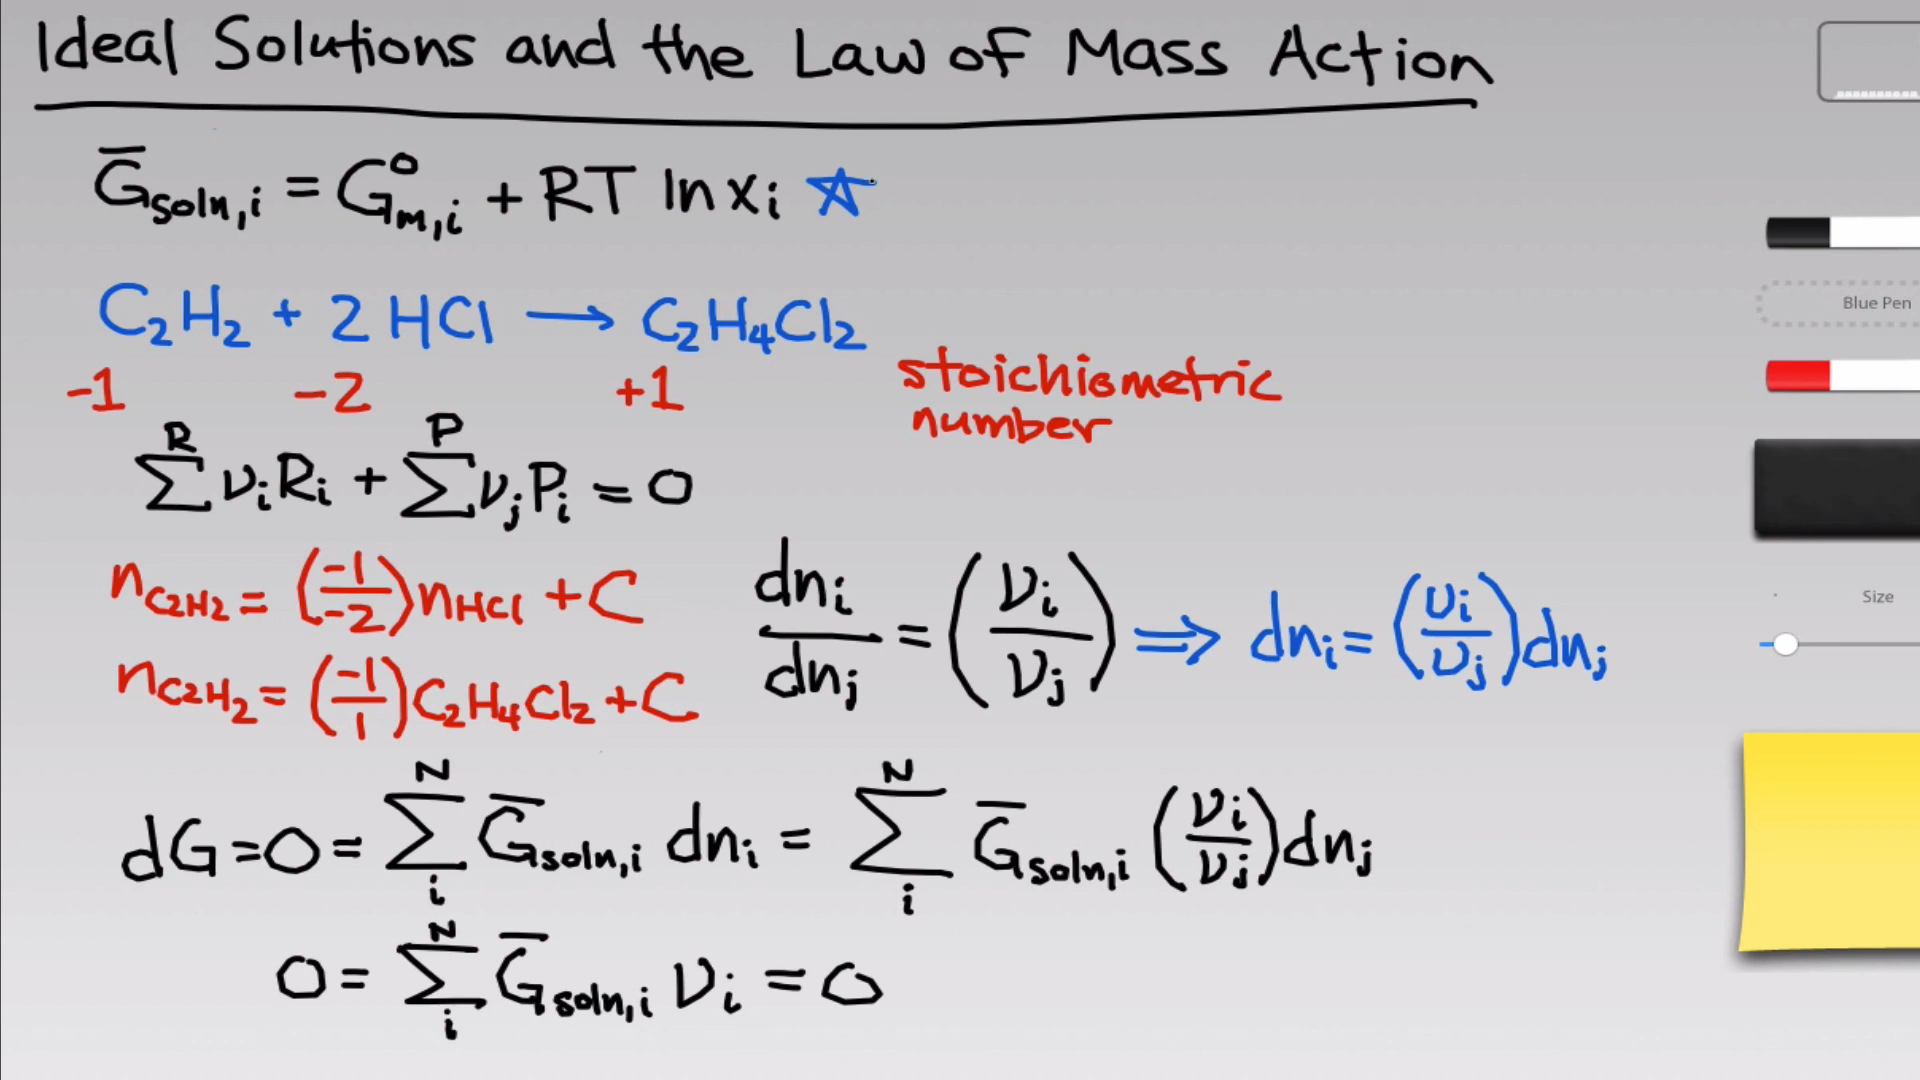 Ideal Solutions and the Law of Mass Action
G̅soln,i = G°m,i + RT ln xi ☆
C2H2 + 2 HCl → C2H4Cl2
-1 -2 +1 stoichiometric number
R∑ νiRi + P∑ νjPi = 0
nC2H2 = (-1/-2) nHCl + C
nC2H2 = (-1/1) C2H4Cl2 + C
dni/dnj = (νi/νj) ⇒ dni = (νi/νj) dnj
dG = 0 = N∑i G̅soln,i dni = N∑i G̅soln,i (νi/νj) dnj
0 = N∑i G̅soln,i νi = 0
Blue Pen
Size